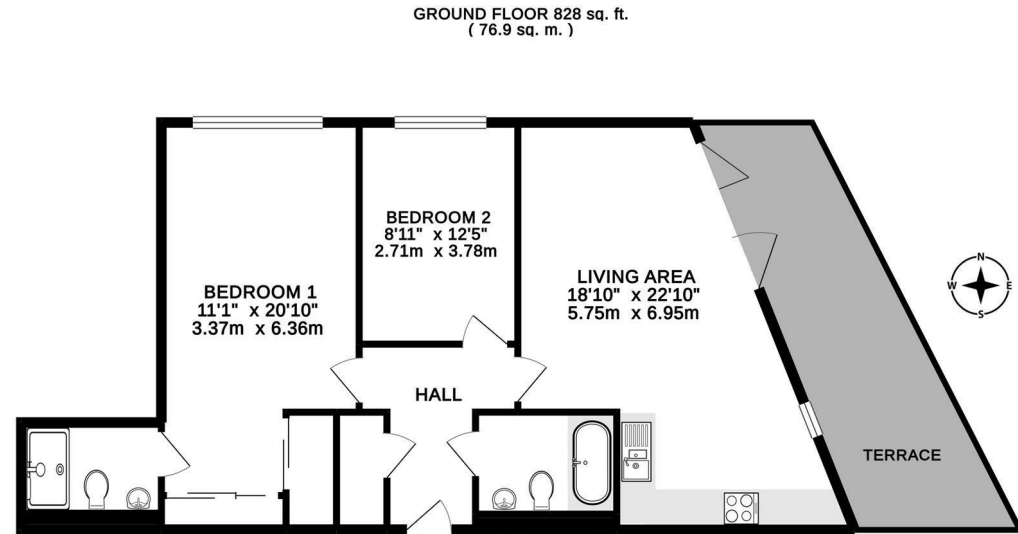 GROUND FLOOR 828 sq. ft.
( 76.9 sq. m. )
BEDROOM 2
8'11" x 12'5"
2.71m x 3.78m
BEDROOM 1
11'1" x 20'10"
3.37m x 6.36m
LIVING AREA
18'10" x 22'10"
5.75m x 6.95m
N
W E
S
HALL
TERRACE